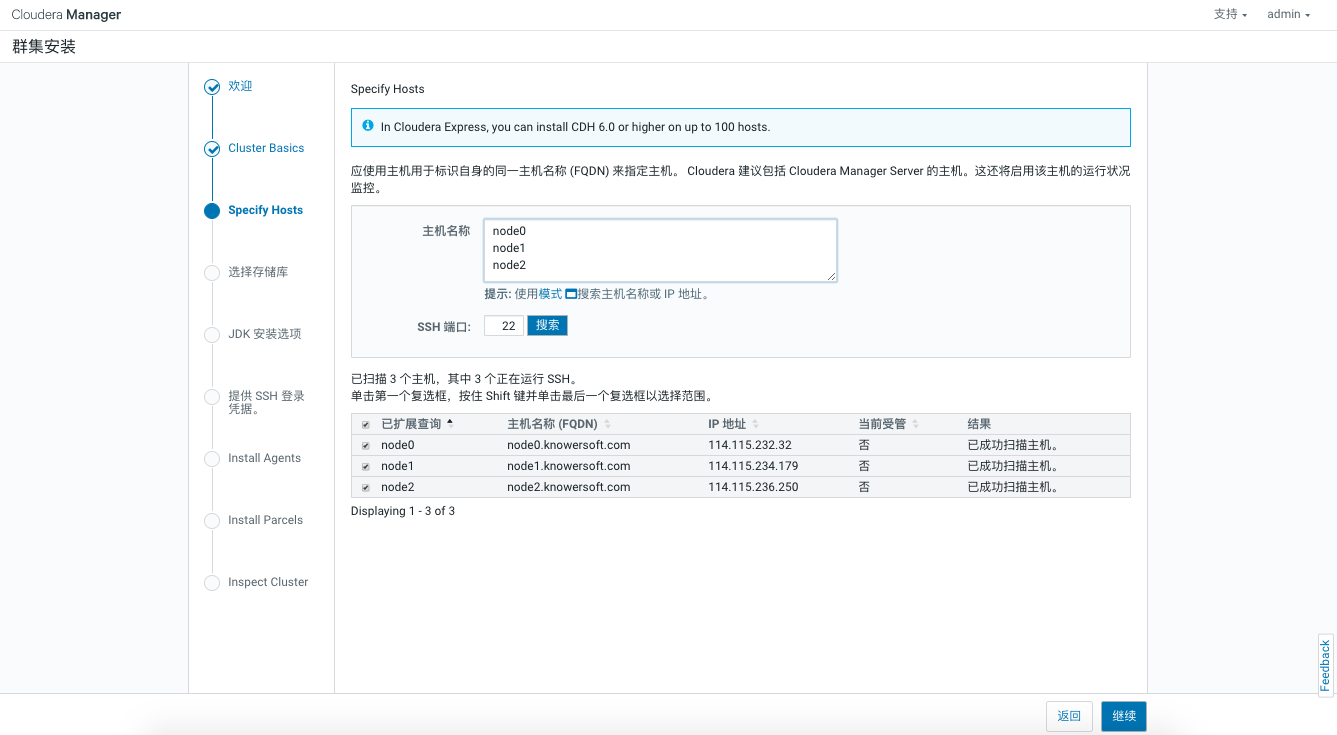 Cloudera Manager
支持 admin
群集安装
欢迎
Cluster Basics
Specify Hosts
选择存储库
JDK 安装选项
提供 SSH 登录
凭据。
Install Agents
Install Parcels
Inspect Cluster
Specify Hosts
In Cloudera Express, you can install CDH 6.0 or higher on up to 100 hosts.
应使用主机用于标识自身的同一主机名称 (FQDN) 来指定主机。 Cloudera 建议包括 Cloudera Manager Server 的主机。这还将启用该主机的运行状况
监控。
主机名称
node0
node1
node2
提示: 使用模式 搜索主机名称或 IP 地址。
SSH 端口: 22 搜索
已扫描 3 个主机，其中 3 个正在运行 SSH。
单击第一个复选框，按住 Shift 键并单击最后一个复选框以选择范围。
已扩展查询 主机名称 (FQDN) IP 地址 当前受管 结果
node0 node0.knowersoft.com 114.115.232.32 否 已成功扫描主机。
node1 node1.knowersoft.com 114.115.234.179 否 已成功扫描主机。
node2 node2.knowersoft.com 114.115.236.250 否 已成功扫描主机。
Displaying 1 - 3 of 3
Feedback
返回 继续